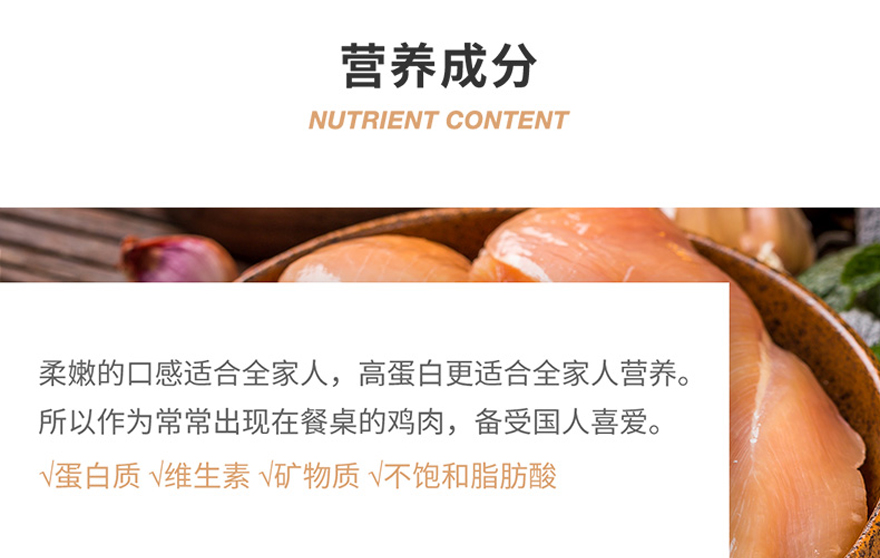 营养成分
NUTRIENT CONTENT
柔嫩的口感适合全家人，高蛋白更适合全家人营养。
所以作为常常出现在餐桌的鸡肉，备受国人喜爱。
√蛋白质 √维生素 √矿物质 √不饱和脂肪酸